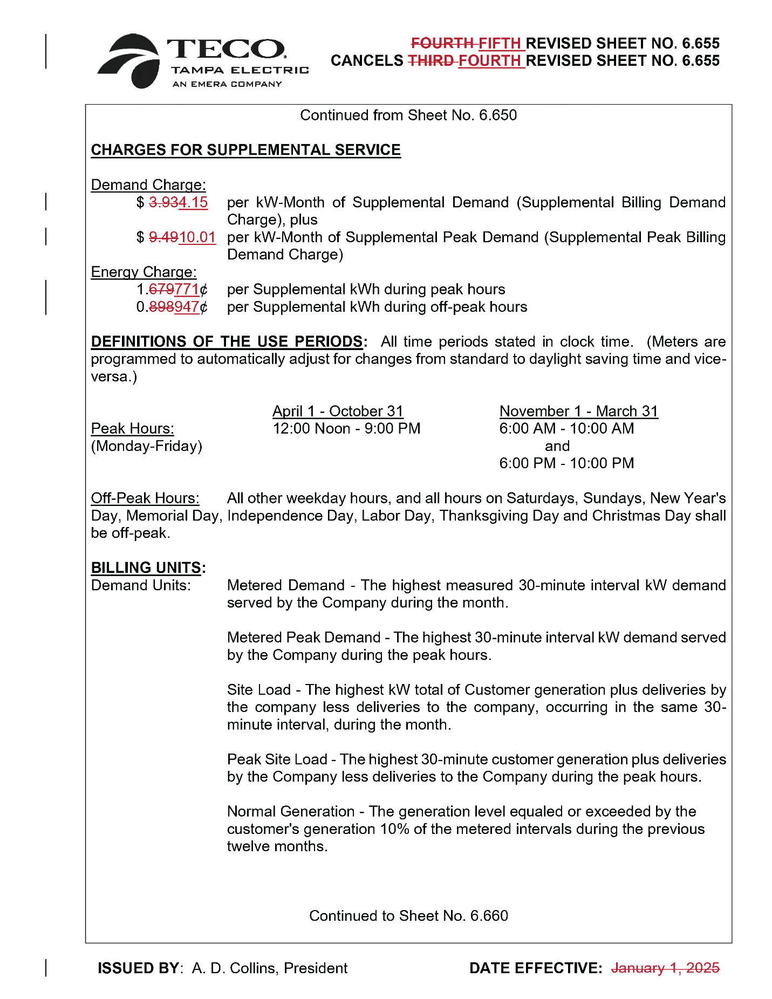 TECO.
TAMPA ELECTRIC
AN EMERA COMPANY
FOURTH FIFTH REVISED SHEET NO. 6.655
CANCELS THIRD FOURTH REVISED SHEET NO. 6.655
Continued from Sheet No. 6.650
CHARGES FOR SUPPLEMENTAL SERVICE
Demand Charge:
$ 3.934.15 per kW-Month of Supplemental Demand (Supplemental Billing Demand
Charge), plus
$ 9.4910.01 per kW-Month of Supplemental Peak Demand (Supplemental Peak Billing
Demand Charge)
Energy Charge:
1.679771¢ per Supplemental kWh during peak hours
0.898947¢ per Supplemental kWh during off-peak hours
DEFINITIONS OF THE USE PERIODS: All time periods stated in clock time. (Meters are
programmed to automatically adjust for changes from standard to daylight saving time and vice-
versa.)
April 1 - October 31 November 1 - March 31
Peak Hours: 12:00 Noon - 9:00 PM 6:00 AM - 10:00 AM
(Monday-Friday) and
6:00 PM - 10:00 PM
Off-Peak Hours: All other weekday hours, and all hours on Saturdays, Sundays, New Year's
Day, Memorial Day, Independence Day, Labor Day, Thanksgiving Day and Christmas Day shall
be off-peak.
BILLING UNITS:
Demand Units: Metered Demand - The highest measured 30-minute interval kW demand
served by the Company during the month.
Metered Peak Demand - The highest 30-minute interval kW demand served
by the Company during the peak hours.
Site Load - The highest kW total of Customer generation plus deliveries by
the company less deliveries to the company, occurring in the same 30-
minute interval, during the month.
Peak Site Load - The highest 30-minute customer generation plus deliveries
by the Company less deliveries to the Company during the peak hours.
Normal Generation - The generation level equaled or exceeded by the
customer's generation 10% of the metered intervals during the previous
twelve months.
Continued to Sheet No. 6.660
ISSUED BY: A. D. Collins, President DATE EFFECTIVE: January 1, 2025